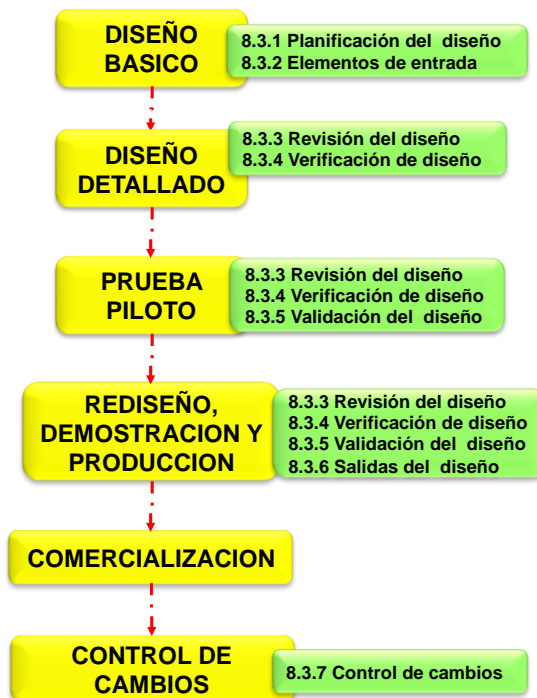 DISEÑO
BASICO
8.3.1 Planificación del diseño
8.3.2 Elementos de entrada
DISEÑO
DETALLADO
8.3.3 Revisión del diseño
8.3.4 Verificación de diseño
PRUEBA
PILOTO
8.3.3 Revisión del diseño
8.3.4 Verificación de diseño
8.3.5 Validación del diseño
REDISEÑO,
DEMOSTRACION Y
PRODUCCION
8.3.3 Revisión del diseño
8.3.4 Verificación de diseño
8.3.5 Validación del diseño
8.3.6 Salidas del diseño
COMERCIALIZACION
CONTROL DE
CAMBIOS
8.3.7 Control de cambios